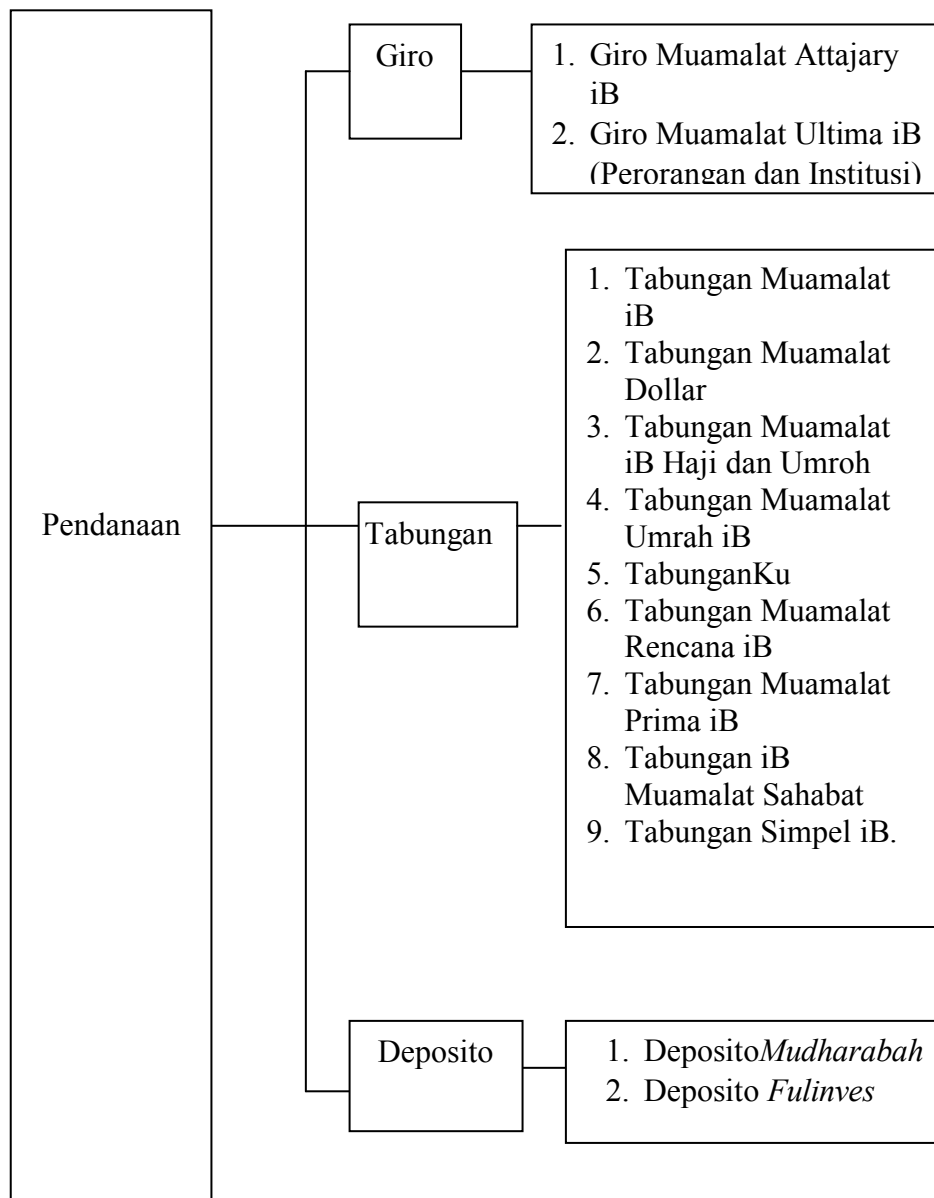 Pendanaan
Giro
1. Giro Muamalat Attajary
iB
2. Giro Muamalat Ultima iB
(Perorangan dan Institusi)
Tabungan
1. Tabungan Muamalat
iB
2. Tabungan Muamalat
Dollar
3. Tabungan Muamalat
iB Haji dan Umroh
4. Tabungan Muamalat
Umrah iB
5. TabunganKu
6. Tabungan Muamalat
Rencana iB
7. Tabungan Muamalat
Prima iB
8. Tabungan iB
Muamalat Sahabat
9. Tabungan Simpel iB.
Deposito
1. DepositoMudharabah
2. Deposito Fulinves